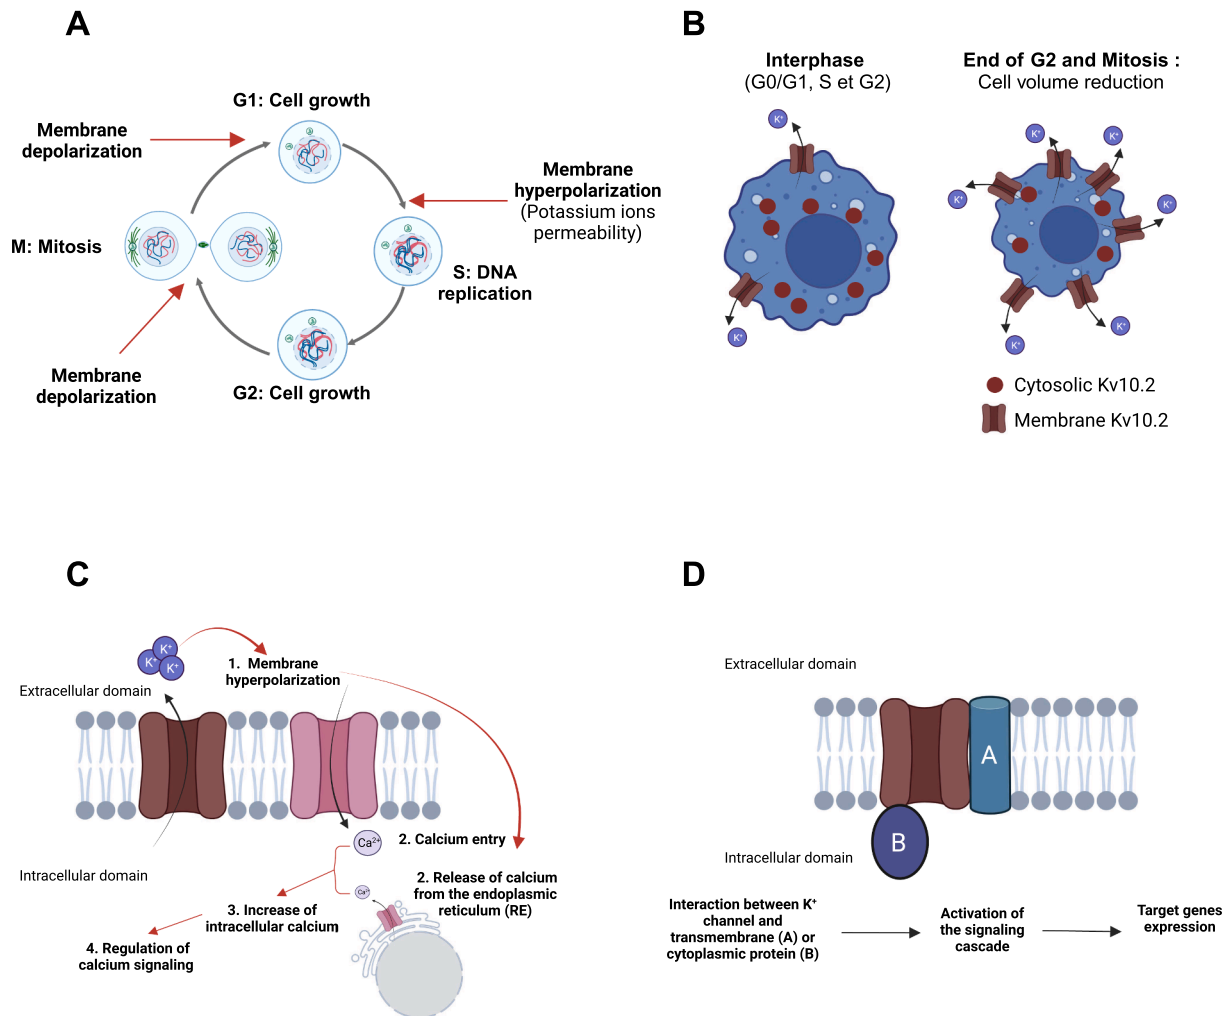 A
G1: Cell growth
Membrane
depolarization
Membrane
hyperpolarization
(Potassium ions
permeability)
M: Mitosis
S: DNA
replication
Membrane
depolarization
G2: Cell growth
B
Interphase
(G0/G1, S et G2)
End of G2 and Mitosis :
Cell volume reduction
K⁺
K⁺
K⁺
K⁺
K⁺
K⁺
K⁺
K⁺
Cytosolic Kv10.2
Membrane Kv10.2
C
K⁺
K⁺
K⁺
1. Membrane
hyperpolarization
Extracellular domain
Ca²⁺
2. Calcium entry
Intracellular domain
Ca²⁺
2. Release of calcium
from the endoplasmic
reticulum (RE)
3. Increase of
intracellular calcium
4. Regulation of
calcium signaling
D
Extracellular domain
A
B
Intracellular domain
Interaction between K⁺
channel and
transmembrane (A) or
cytoplasmic protein (B)
Activation of
the signaling
cascade
Target genes
expression